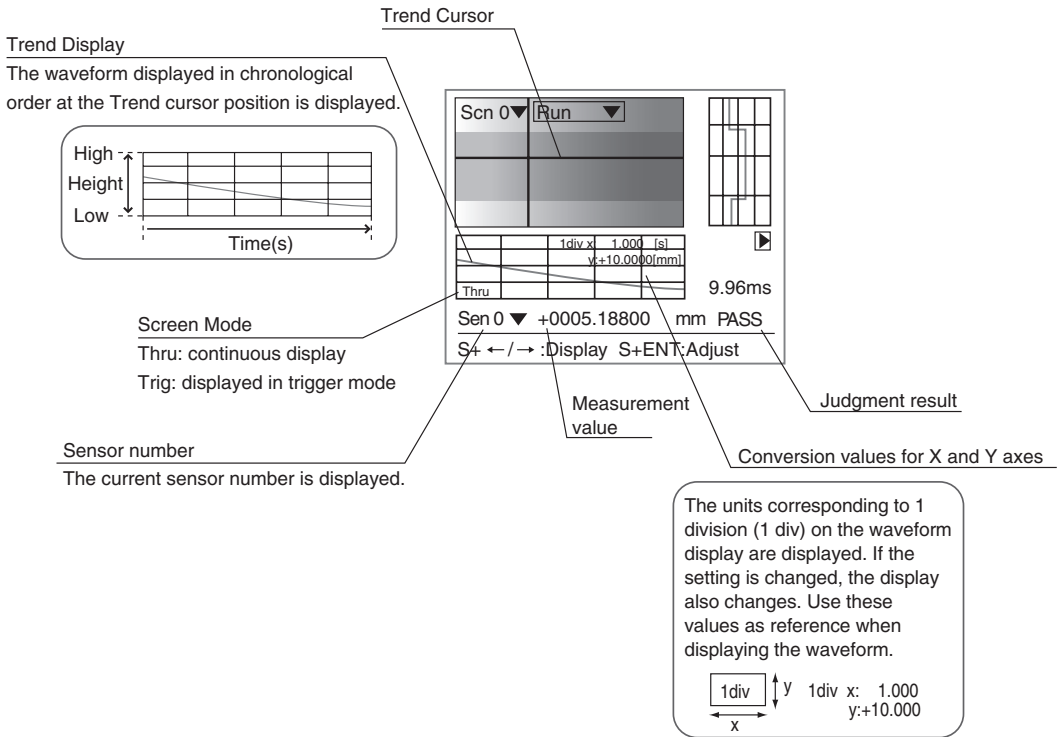 Trend Cursor
Trend Display
The waveform displayed in chronological
order at the Trend cursor position is displayed.
High
Height
Low
Time(s)
Scn 0▼ Run ▼
1div x: 1.000 [s]
y:+10.0000[mm]
Thru
9.96ms
Sen 0 ▼ +0005.18800 mm PASS
S+ ←/→ :Display S+ENT:Adjust
Screen Mode
Thru: continuous display
Trig: displayed in trigger mode
Measurement
value
Judgment result
Sensor number
The current sensor number is displayed.
Conversion values for X and Y axes
The units corresponding to 1
division (1 div) on the waveform
display are displayed. If the
setting is changed, the display
also changes. Use these
values as reference when
displaying the waveform.
1div y 1div x: 1.000
y:+10.000
x